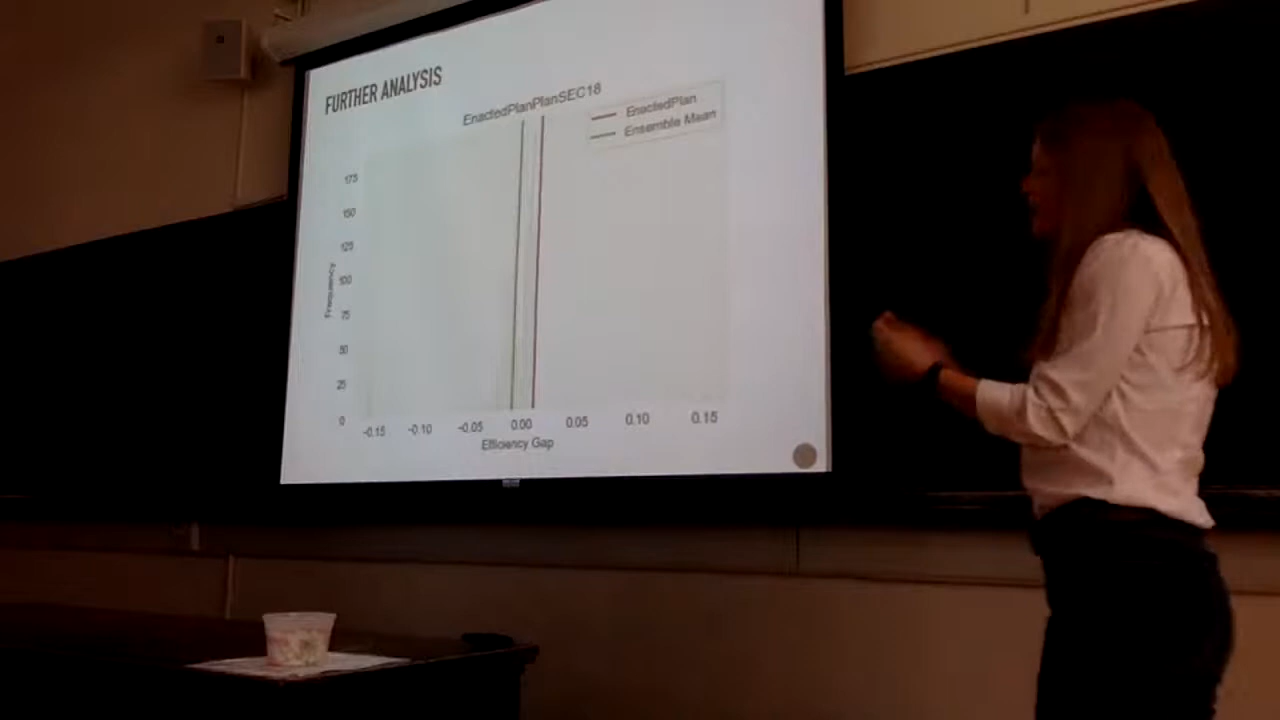 FURTHER ANALYSIS
EnactedPlanPlanSEC18
EnactedPlan
Ensemble Mean
175
150
125
100
75
50
25
0
Frequency
-0.15 -0.10 -0.05 0.00 0.05 0.10 0.15
Efficiency Gap